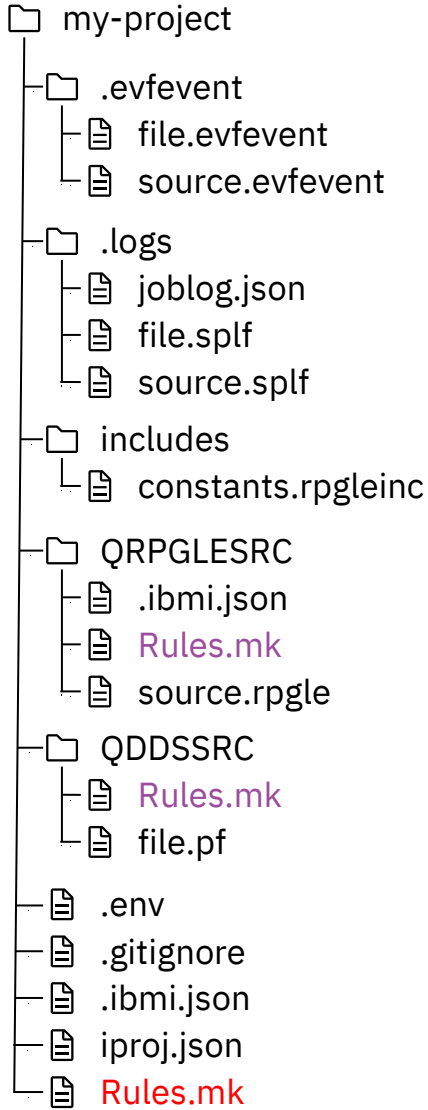 my-project
.evfevent
file.evfevent
source.evfevent
.logs
joblog.json
file.splf
source.splf
includes
constants.rpgleinc
QRPGLESRC
.ibmi.json
Rules.mk
source.rpgle
QDDSSRC
Rules.mk
file.pf
.env
.gitignore
.ibmi.json
iproj.json
Rules.mk